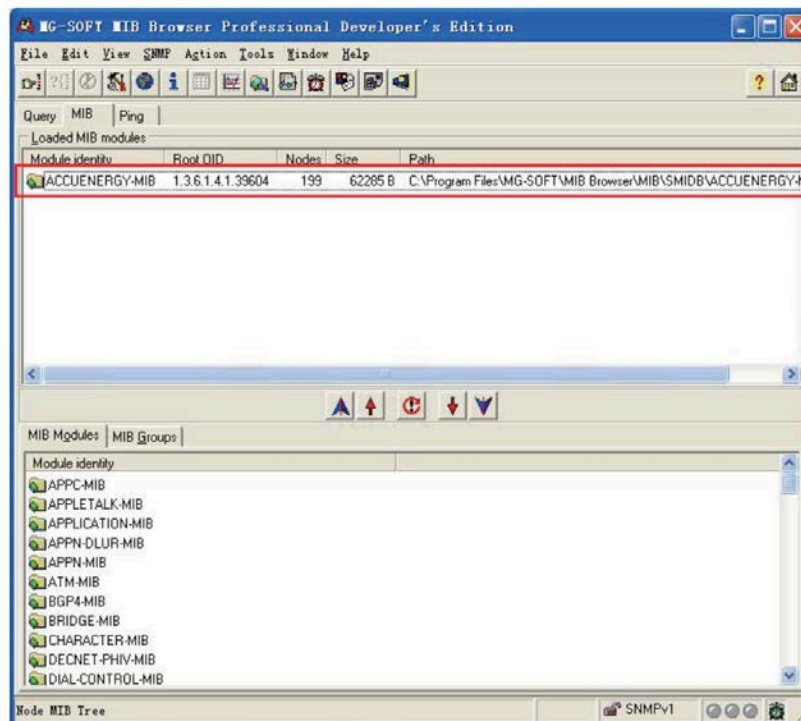 MG-SOFT MIB Browser Professional Developer's Edition
File Edit View SNMP Action Tools Window Help
Query MIB Ping
Loaded MIB modules
Module identity Root OID Nodes Size Path
ACCUENERGY-MIB 1.3.6.1.4.1.39604 199 62285 B C:\Program Files\MG-SOFT\MIB Browser\MIB\SMIDB\ACCUENERGY-
MIB Modules MIB Groups
Module identity
APPC-MIB
APPLETALK-MIB
APPLICATION-MIB
APPN-DLUR-MIB
APPN-MIB
ATM-MIB
BGP4-MIB
BRIDGE-MIB
CHARACTER-MIB
DECNET-PHIV-MIB
DIAL-CONTROL-MIB
Node MIB Tree SNMPv1